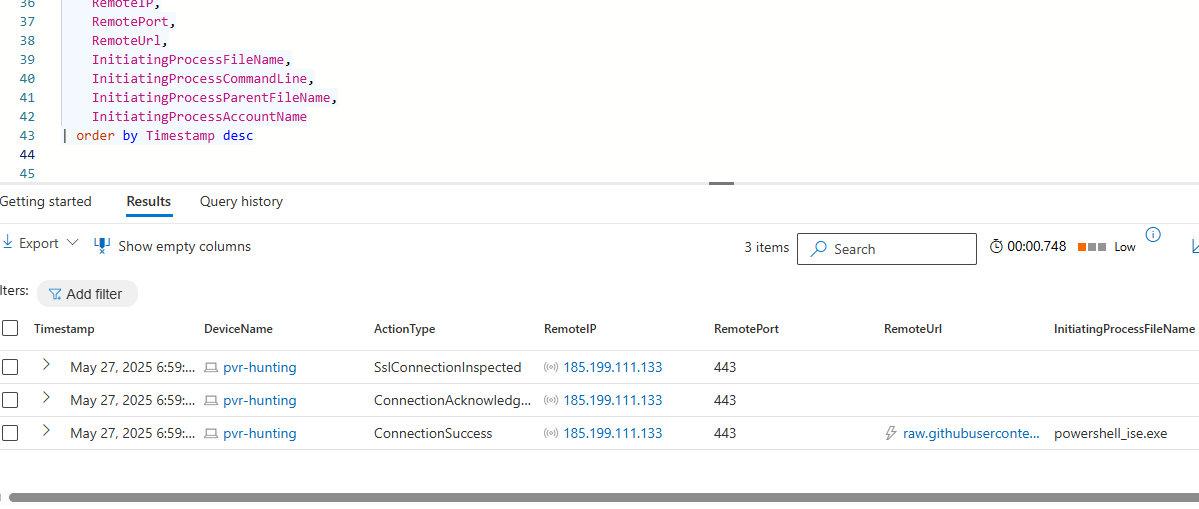 36 RemoteIP,
37 RemotePort,
38 RemoteUrl,
39 InitiatingProcessFileName,
40 InitiatingProcessCommandLine,
41 InitiatingProcessParentFileName,
42 InitiatingProcessAccountName
43 | order by Timestamp desc
44
45
Getting started Results Query history
Export Show empty columns 3 items Search 00:00.748 Low
lters: Add filter
Timestamp DeviceName ActionType RemoteIP RemotePort RemoteUrl InitiatingProcessFileName
May 27, 2025 6:59:... pvr-hunting SslConnectionInspected 185.199.111.133 443
May 27, 2025 6:59:... pvr-hunting ConnectionAcknowledg... 185.199.111.133 443
May 27, 2025 6:59:... pvr-hunting ConnectionSuccess 185.199.111.133 443 raw.githubuserconte... powershell_ise.exe